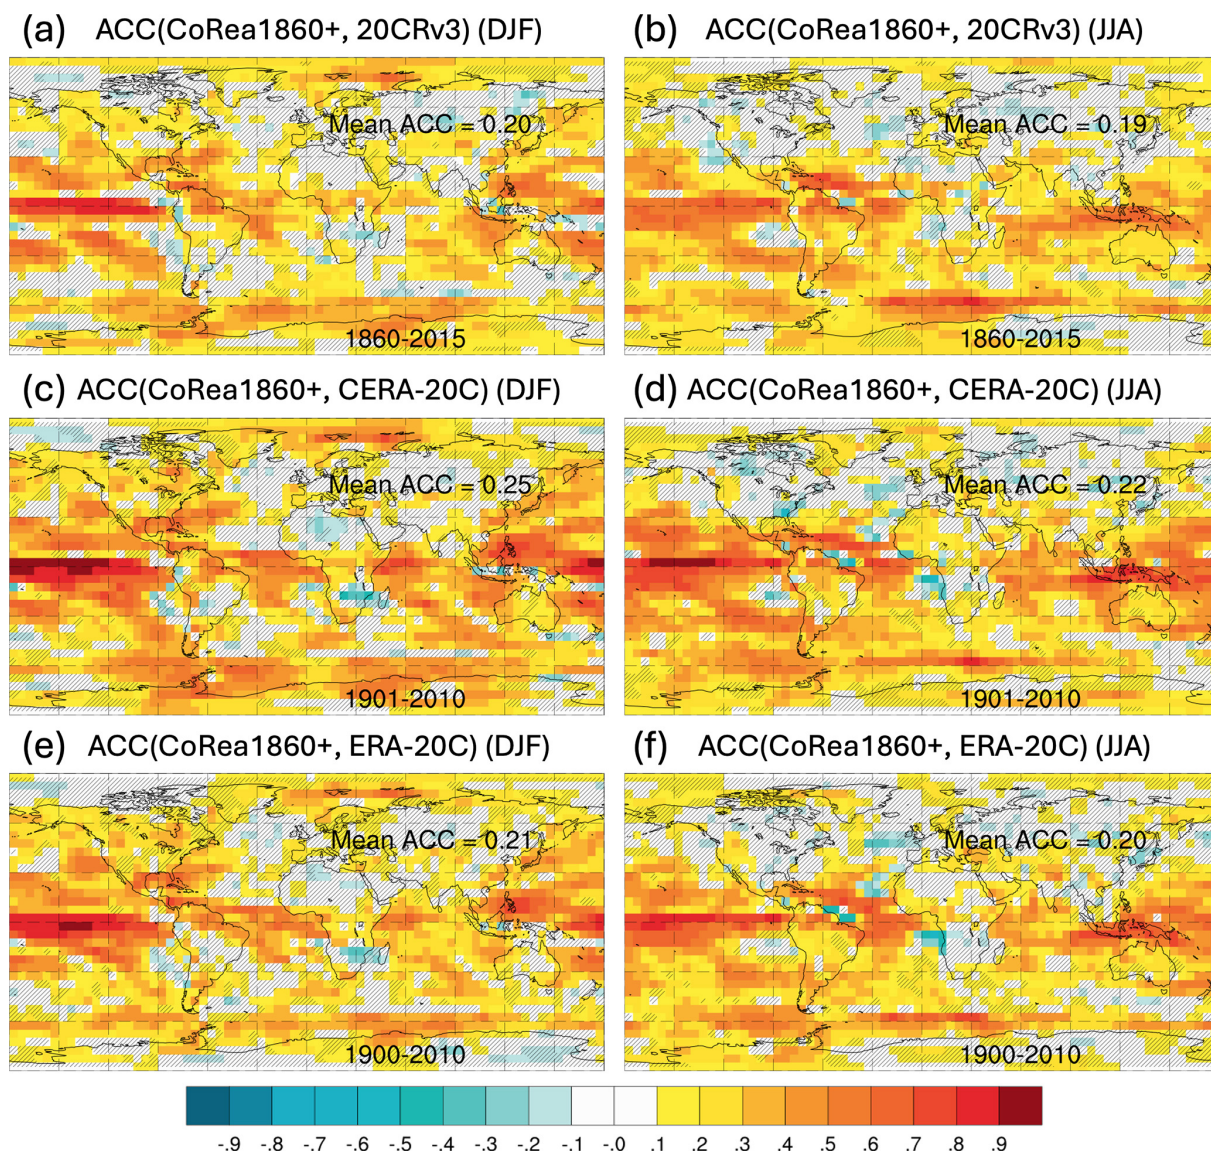 (a) ACC(CoRea1860+, 20CRv3) (DJF)
Mean ACC = 0.20
1860-2015
(b) ACC(CoRea1860+, 20CRv3) (JJA)
Mean ACC = 0.19
1860-2015
(c) ACC(CoRea1860+, CERA-20C) (DJF)
Mean ACC = 0.25
1901-2010
(d) ACC(CoRea1860+, CERA-20C) (JJA)
Mean ACC = 0.22
1901-2010
(e) ACC(CoRea1860+, ERA-20C) (DJF)
Mean ACC = 0.21
1900-2010
(f) ACC(CoRea1860+, ERA-20C) (JJA)
Mean ACC = 0.20
1900-2010
-.9 -.8 -.7 -.6 -.5 -.4 -.3 -.2 -.1 -.0 .1 .2 .3 .4 .5 .6 .7 .8 .9